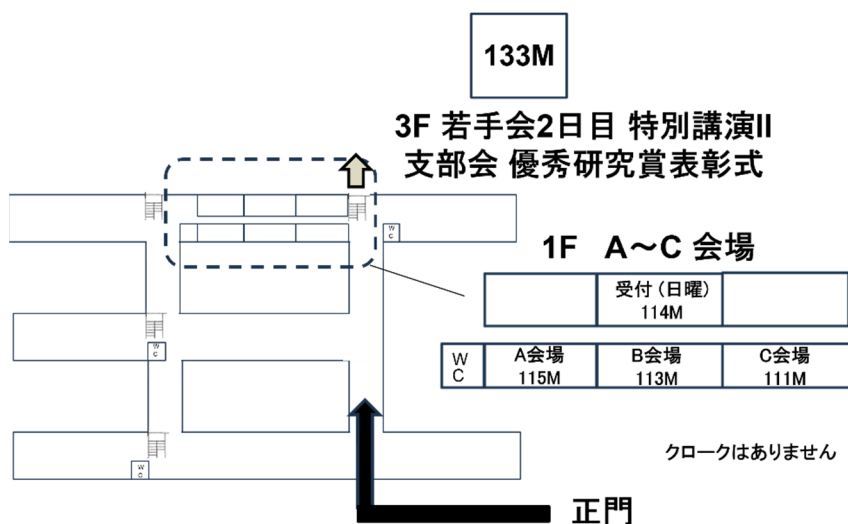 133M
3F 若手会2日目 特別講演II
支部会 優秀研究賞表彰式
WC
1F A～C 会場
受付（日曜）
114M
WC
A会場
115M
B会場
113M
C会場
111M
WC
WC
クロークはありません
正門